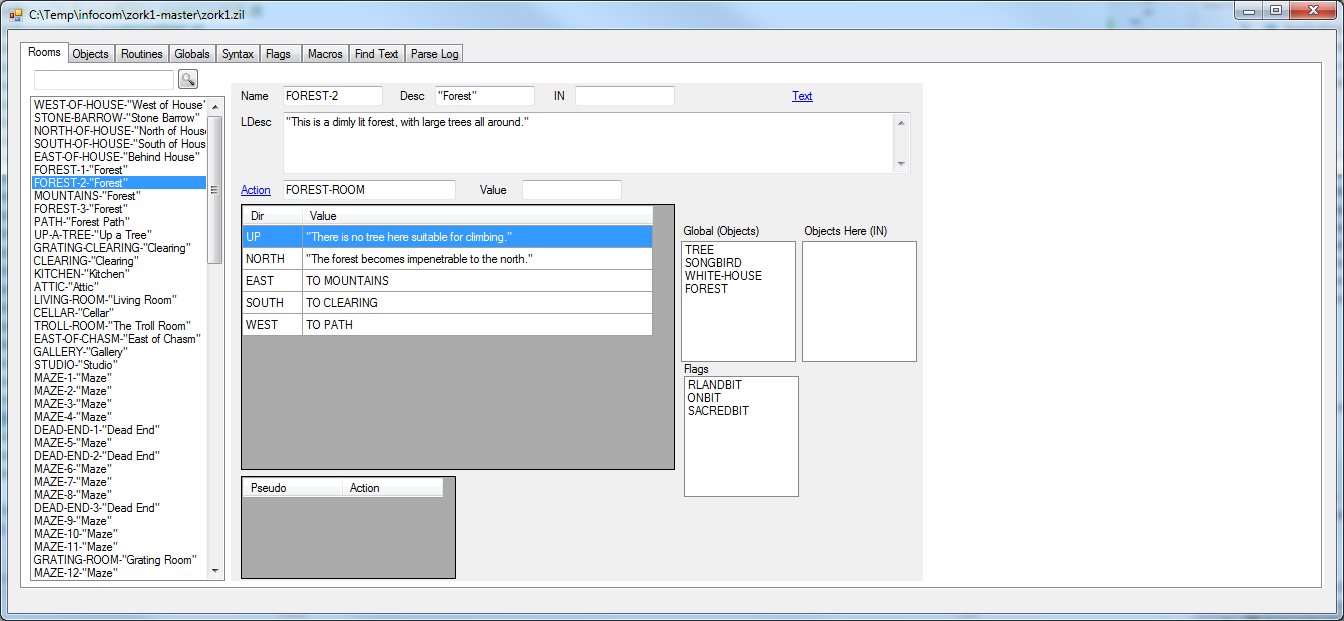 C:\Temp\infocom\zork1-master\zork1.zil
Rooms Objects Routines Globals Syntax Flags Macros Find Text Parse Log
WEST-OF-HOUSE-"West of House"
STONE-BARROW-"Stone Barrow"
NORTH-OF-HOUSE-"North of Hous
SOUTH-OF-HOUSE-"South of Hous
EAST-OF-HOUSE-"Behind House"
FOREST-1-"Forest"
FOREST-2-"Forest"
MOUNTAINS-"Forest"
FOREST-3-"Forest"
PATH-"Forest Path"
UP-A-TREE-"Up a Tree"
GRATING-CLEARING-"Clearing"
CLEARING-"Clearing"
KITCHEN-"Kitchen"
ATTIC-"Attic"
LIVING-ROOM-"Living Room"
CELLAR-"Cellar"
TROLL-ROOM-"The Troll Room"
EAST-OF-CHASM-"East of Chasm"
GALLERY-"Gallery"
STUDIO-"Studio"
MAZE-1-"Maze"
MAZE-2-"Maze"
MAZE-3-"Maze"
MAZE-4-"Maze"
DEAD-END-1-"Dead End"
MAZE-5-"Maze"
DEAD-END-2-"Dead End"
MAZE-6-"Maze"
MAZE-7-"Maze"
MAZE-8-"Maze"
DEAD-END-3-"Dead End"
MAZE-9-"Maze"
MAZE-10-"Maze"
MAZE-11-"Maze"
GRATING-ROOM-"Grating Room"
MAZE-12-"Maze"
Name FOREST-2 Desc "Forest" IN Text
LDesc "This is a dimly lit forest, with large trees all around."
Action FOREST-ROOM Value
Dir Value
UP "There is no tree here suitable for climbing."
NORTH "The forest becomes impenetrable to the north."
EAST TO MOUNTAINS
SOUTH TO CLEARING
WEST TO PATH
Pseudo Action
Global (Objects)
TREE
SONGBIRD
WHITE-HOUSE
FOREST
Objects Here (IN)
Flags
RLANDBIT
ONBIT
SACREDBIT